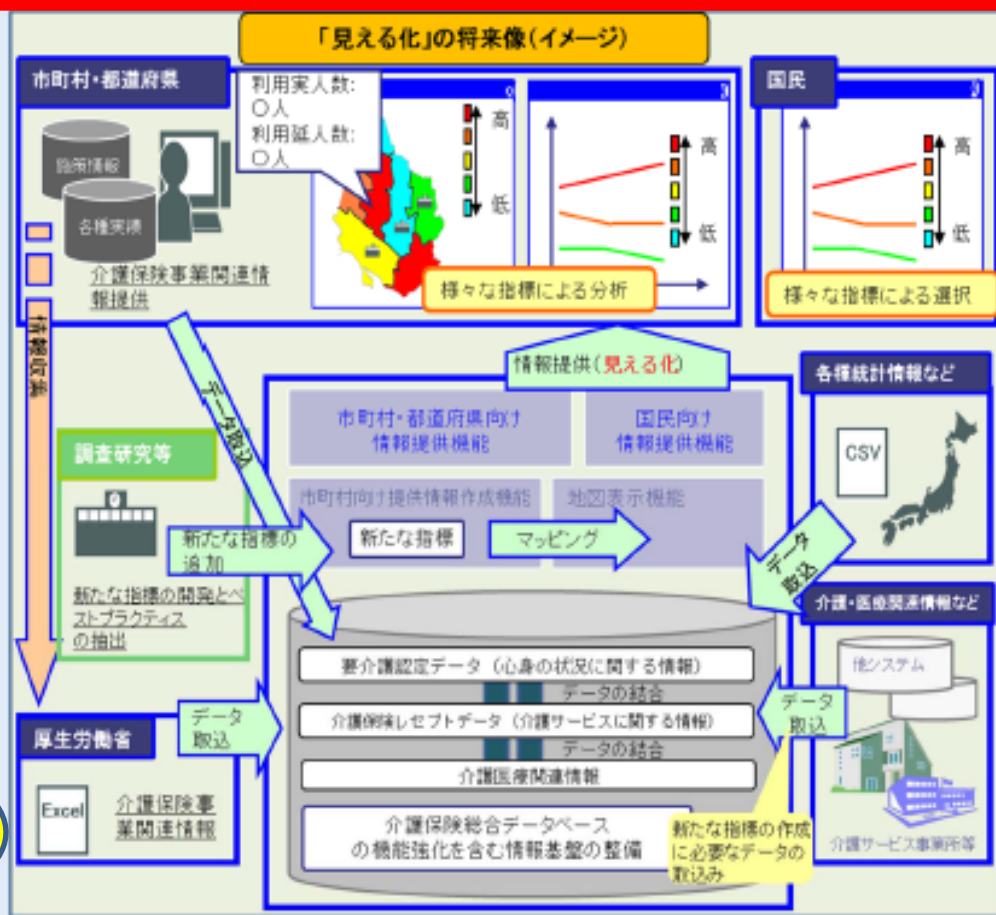 「見える化」の将来像(イメージ)
市町村・都道府県
利用実人数:
〇人
利用延人数:
〇人
高
低
高
低
施策情報
各種実績
介護保険事業関連情
報提供
様々な指標による分析
国民
高
低
様々な指標による選択
情報収集
データ取込
情報提供(見える化)
各種統計情報など
CSV
データ
取込
調査研究等
新たな指標の開発とベ
ストプラクティス
の抽出
新たな指標の
追加
市町村・都道府県向け
情報提供機能
国民向け
情報提供機能
市町村向け提供情報作成機能
地図表示機能
新たな指標
マッピング
介護・医療関連情報など
他システム
介護サービス事業所等
データ
取込
要介護認定データ(心身の状況に関する情報)
データの結合
介護保険レセプトデータ(介護サービスに関する情報)
データの結合
介護医療関連情報
介護保険総合データベース
の機能強化を含む情報基盤の整備
新たな指標の作成
に必要なデータの
取込み
厚生労働省
Excel
介護保険事
業関連情報
データ
取込